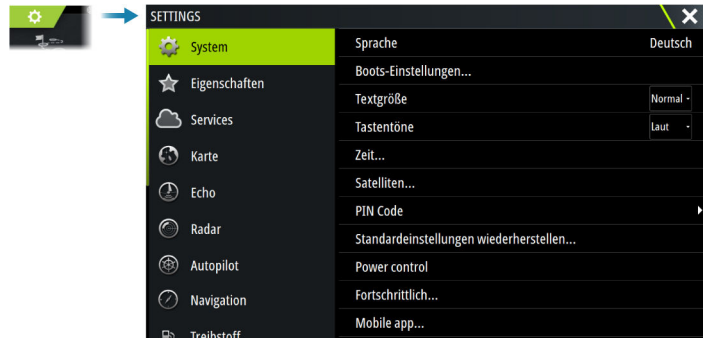 SETTINGS
System
Eigenschaften
Services
Karte
Echo
Radar
Autopilot
Navigation
Treibstoff
Sprache Deutsch
Boots-Einstellungen...
Textgröße Normal
Tastentöne Laut
Zeit...
Satelliten...
PIN Code
Standardeinstellungen wiederherstellen...
Power control
Fortschrittlich...
Mobile app...